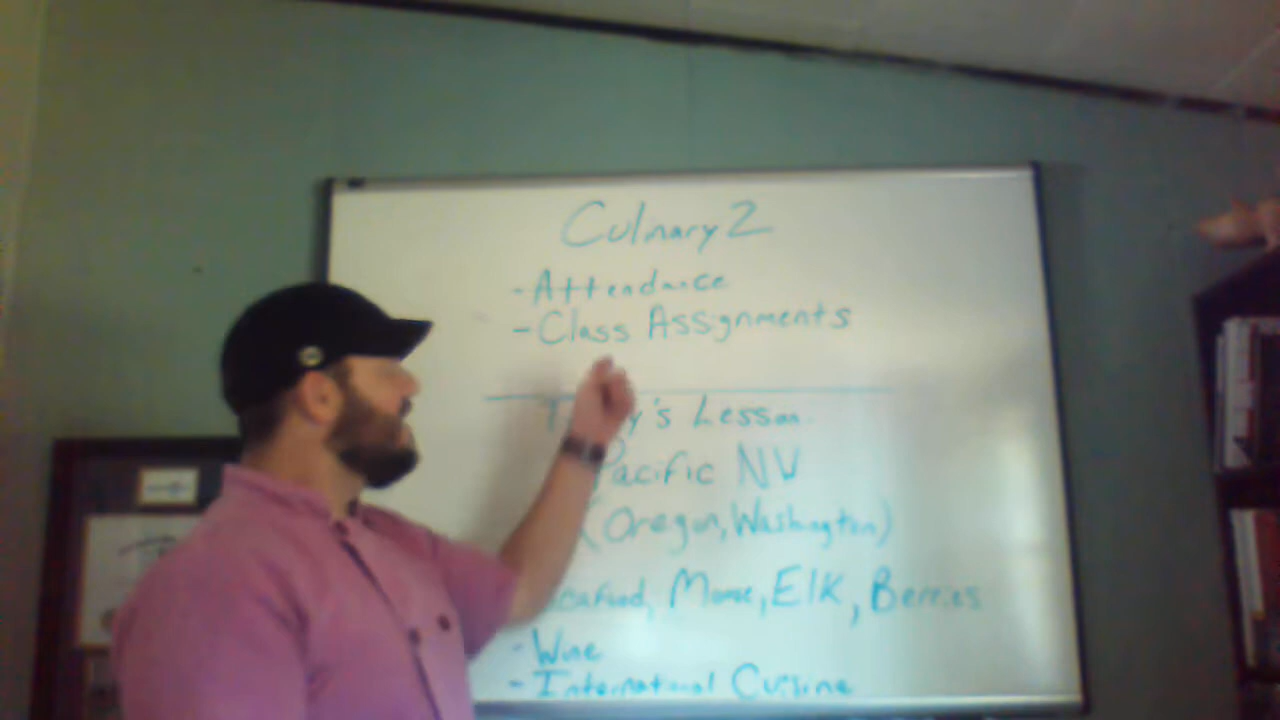 Culinary 2
- Attendance
- Class Assignments
Lesson
Pacific NW
(Oregon, Washington)
Moose, Elk, Berries
- Wine
- International Cuisine